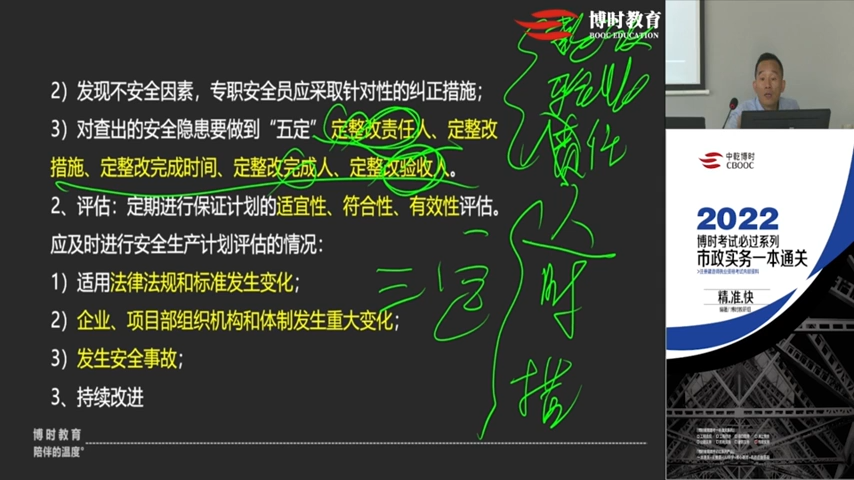 博时教育
BOOC EDUCATION
2）发现不安全因素，专职安全员应采取针对性的纠正措施；
3）对查出的安全隐患要做到“五定”，定整改责任人、定整改
措施、定整改完成时间、定整改完成人、定整改验收人。
2、评估：定期进行保证计划的适宜性、符合性、有效性评估。
应及时进行安全生产计划评估的情况：
1）适用法律法规和标准发生变化；
2）企业、项目部组织机构和体制发生重大变化；
3）发生安全事故；
3、持续改进
责任
人
三定
时
措
博时教育
陪伴的温度
中乾博时
CBOOC
2022
博时考试必过系列
市政实务一本通关
精,准,快